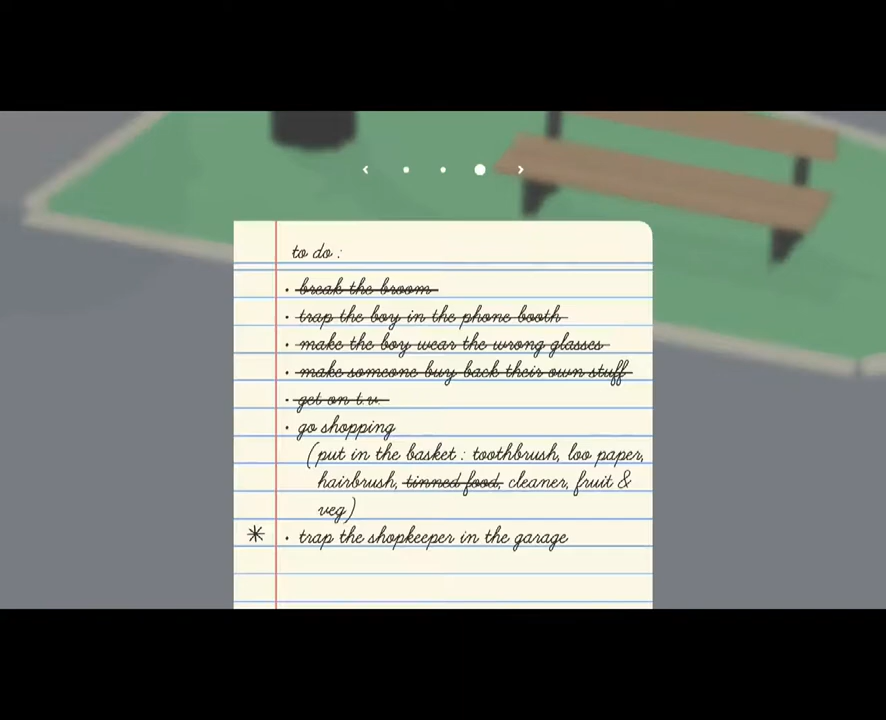 to do :
• break the broom
• trap the boy in the phone booth
• make the boy wear the wrong glasses
• make someone buy back their own stuff
• get on t.v.
• go shopping
(put in the basket : toothbrush, loo paper,
hairbrush, tinned food, cleaner, fruit &
veg)
* • trap the shopkeeper in the garage